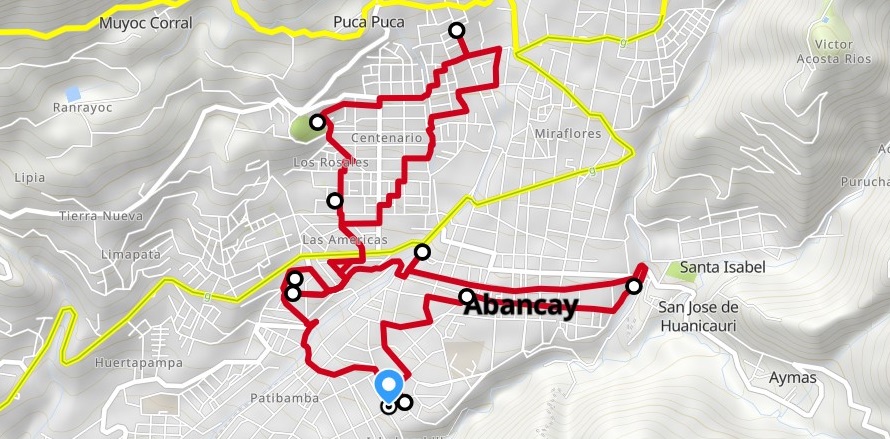 Muyoc Corral
Puca Puca
Victor
Acosta Rios
Ranrayoc
Centenario
Miraflores
Los Rosales
Lipia
Tierra Nueva
Las Americas
Limapata
Santa Isabel
Abancay
San Jose de
Huanicauri
Huertapampa
Aymas
Patibamba